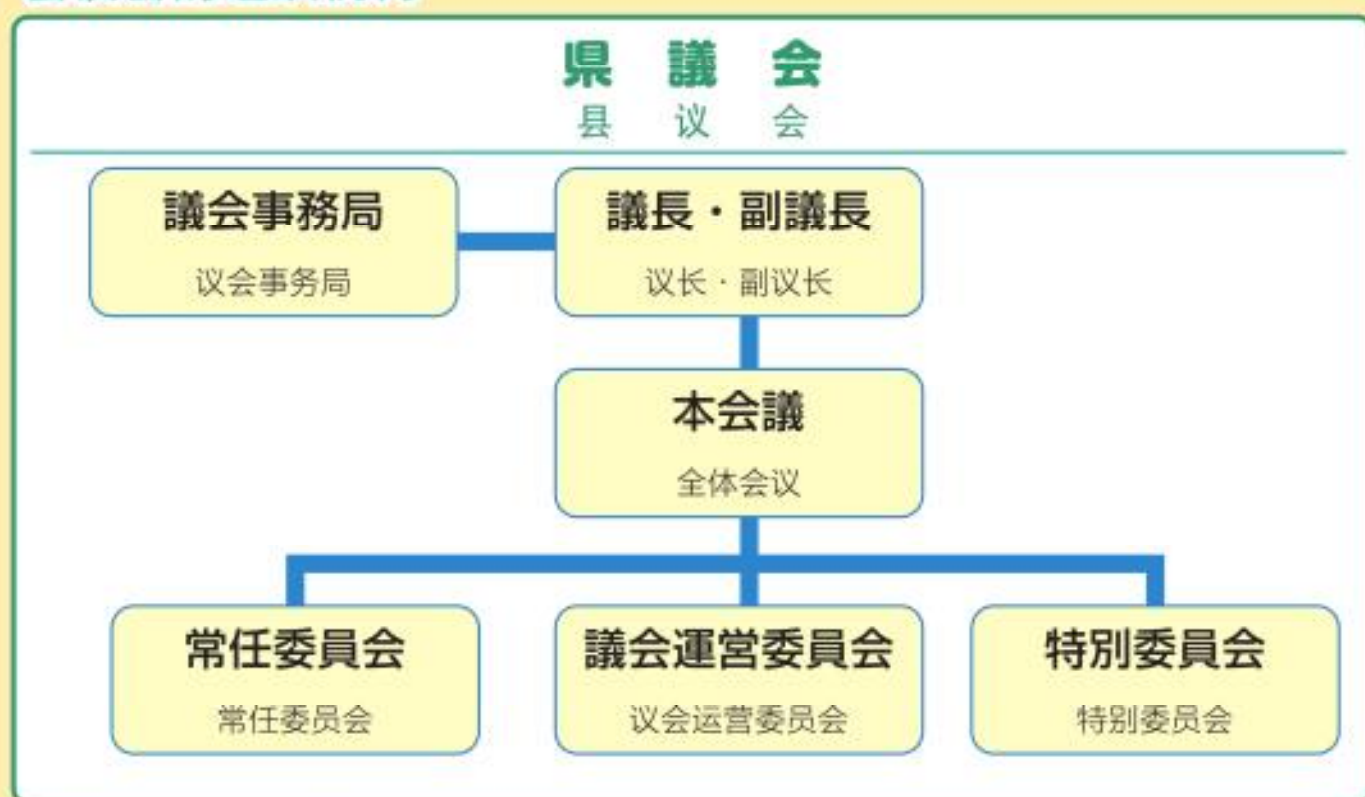 県 議 会
县 议 会
議会事務局
议会事务局
議長・副議長
议长・副议长
本会議
全体会议
常任委員会
常任委员会
議会運営委員会
议会运营委员会
特別委員会
特别委员会